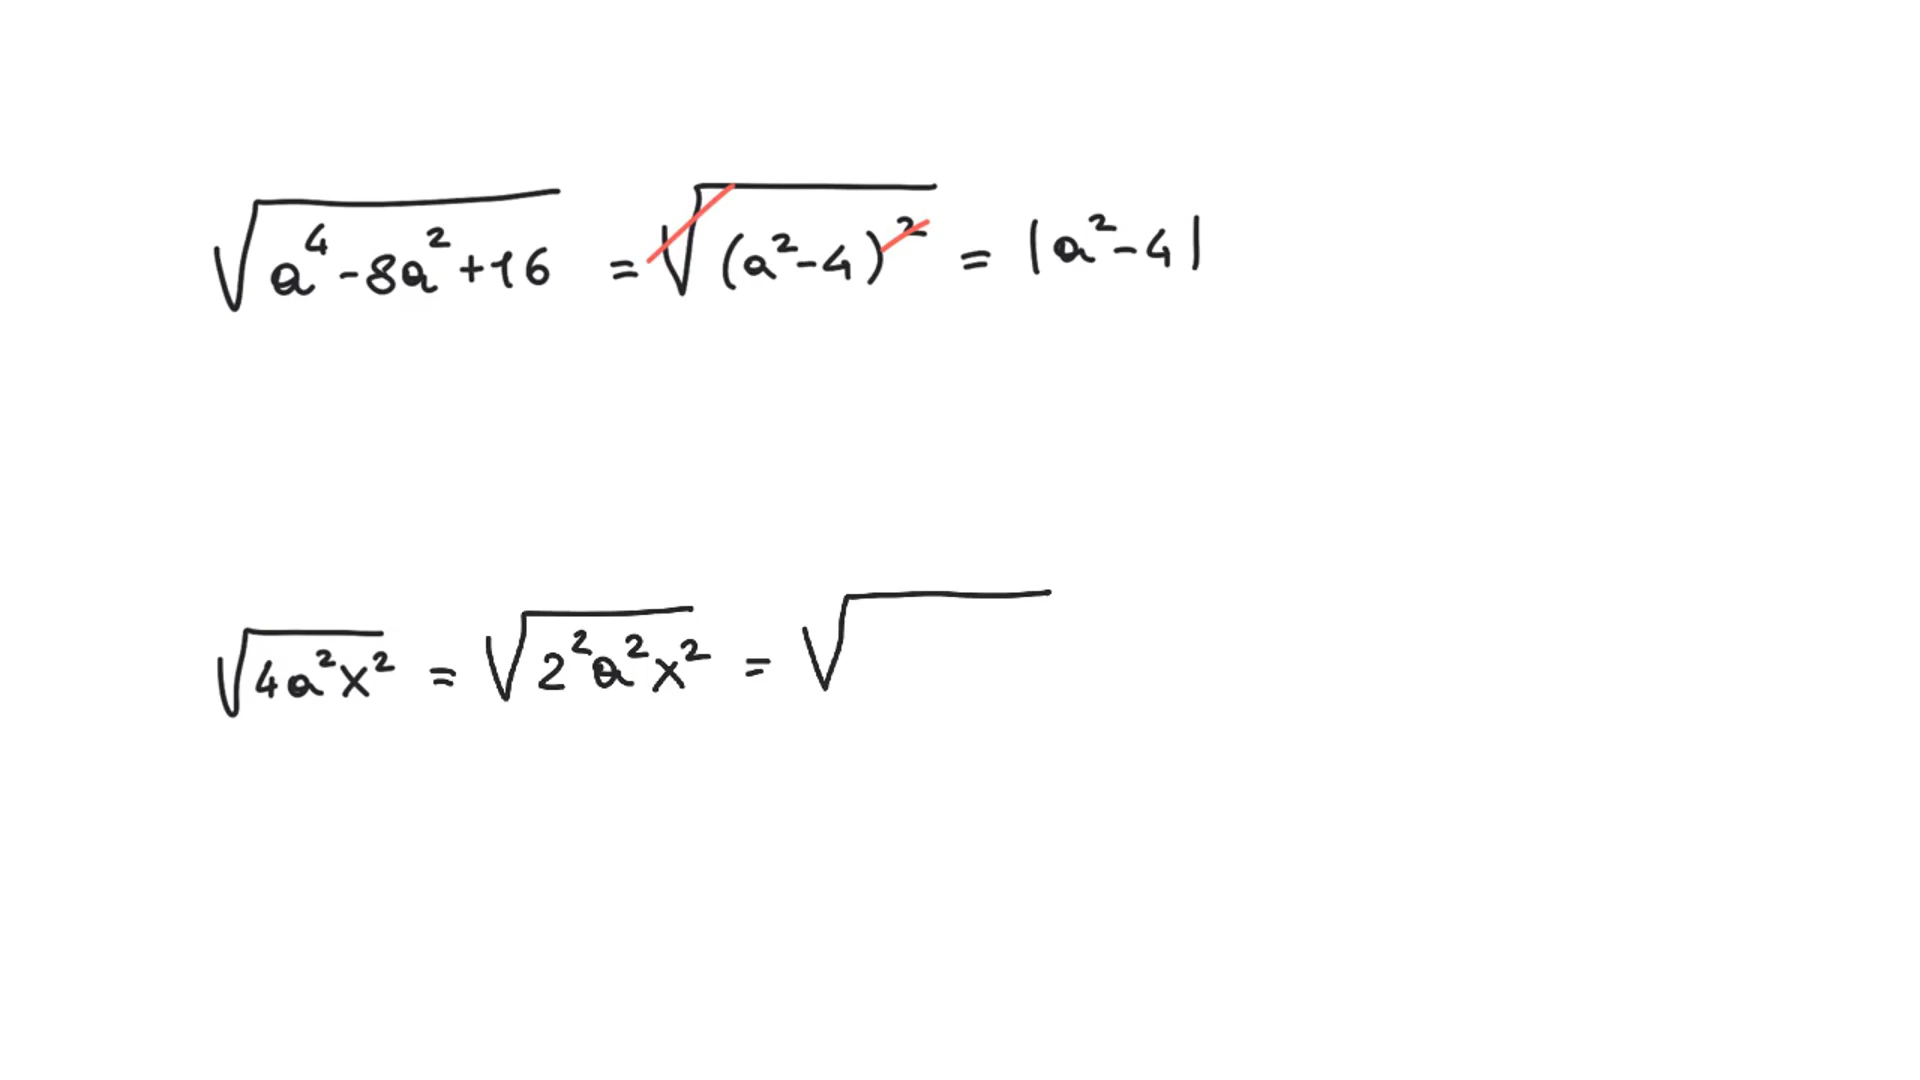 √(a⁴-8a²+16) = √((a²-4)²) = |a²-4|
√(4a²x²) = √(2²a²x²) = √